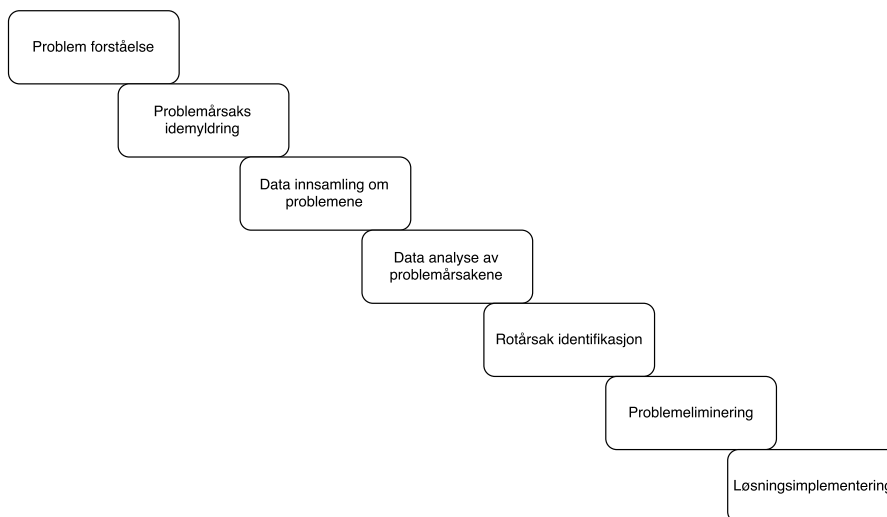 Problem forståelse
Problemårsaks
idemyldring
Data innsamling om
problemene
Data analyse av
problemårsakene
Rotårsak identifikasjon
Problemeliminering
Løsningsimplementering